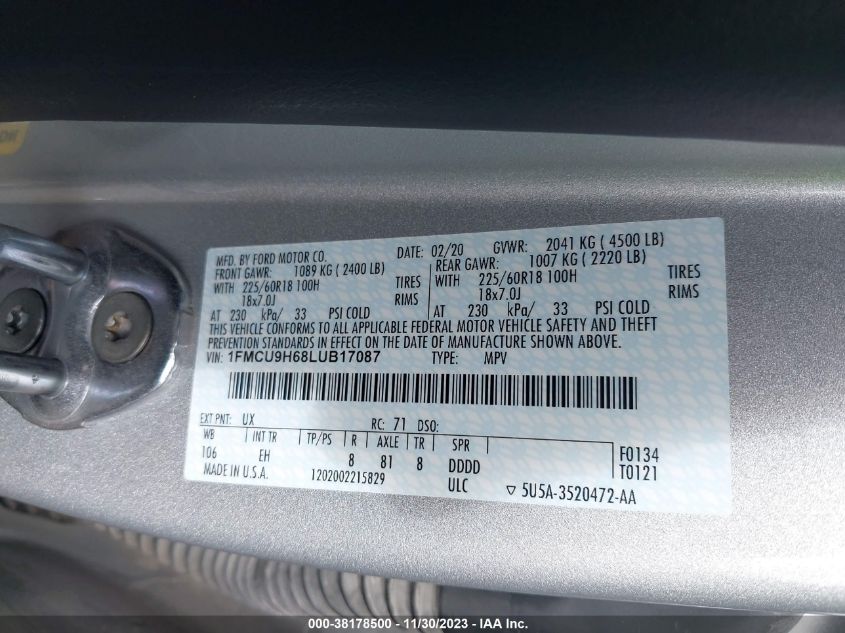 MFD. BY FORD MOTOR CO. DATE: 02/20 GVWR: 2041 KG ( 4500 LB)
FRONT GAWR: 1089 KG ( 2400 LB) REAR GAWR: 1007 KG ( 2220 LB)
WITH 225/60R18 100H TIRES WITH 225/60R18 100H TIRES
18x7.0J RIMS 18x7.0J RIMS
AT 230 kPa/ 33 PSI COLD AT 230 kPa/ 33 PSI COLD
THIS VEHICLE CONFORMS TO ALL APPLICABLE FEDERAL MOTOR VEHICLE SAFETY AND THEFT
PREVENTION STANDARDS IN EFFECT ON THE DATE OF MANUFACTURE SHOWN ABOVE.
VIN: 1FMCU9H68LUB17087 TYPE: MPV
EXT PNT: UX RC: 71 DSO:
WB INT TR TP/PS R AXLE TR SPR F0134
106 EH 8 81 8 DDDD T0121
MADE IN U.S.A. 1202002215829 ULC ▽ 5U5A-3520472-AA
000-38178500 - 11/30/2023 - IAA Inc.